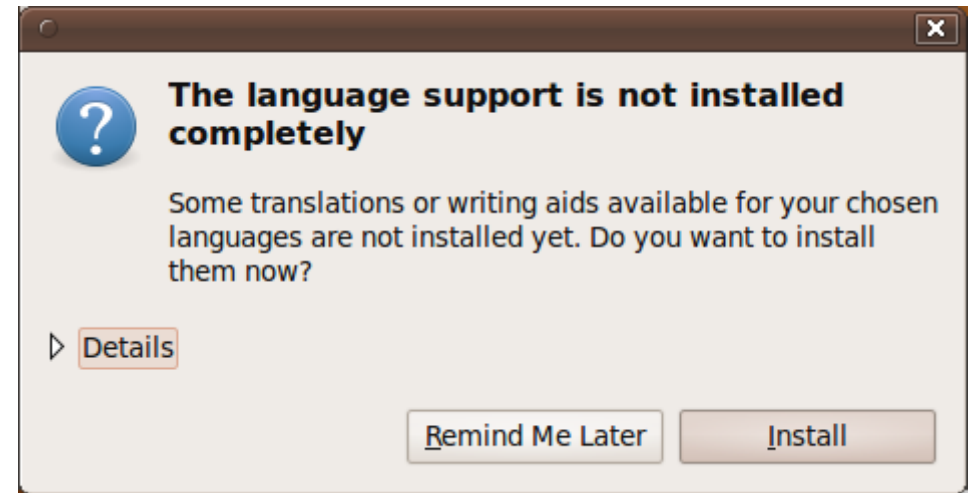 The language support is not installed
completely
Some translations or writing aids available for your chosen
languages are not installed yet. Do you want to install
them now?
Details
Remind Me Later
Install